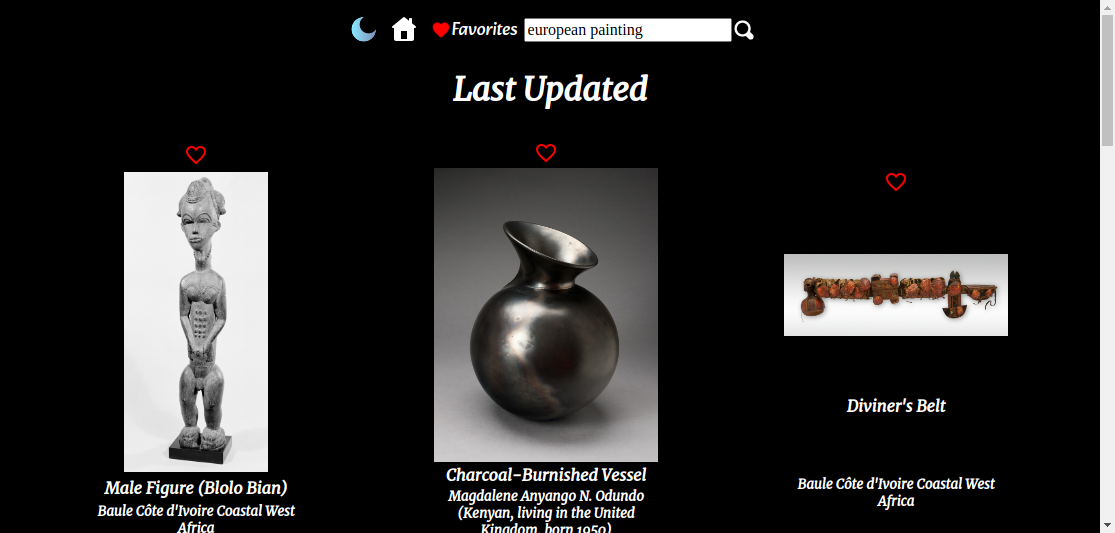 Favorites european painting
Last Updated
Male Figure (Blolo Bian)
Baule Côte d'Ivoire Coastal West
Africa
Charcoal-Burnished Vessel
Magdalene Anyango N. Odundo
(Kenyan, living in the United
Kingdom, born 1950)
Diviner's Belt
Baule Côte d'Ivoire Coastal West
Africa